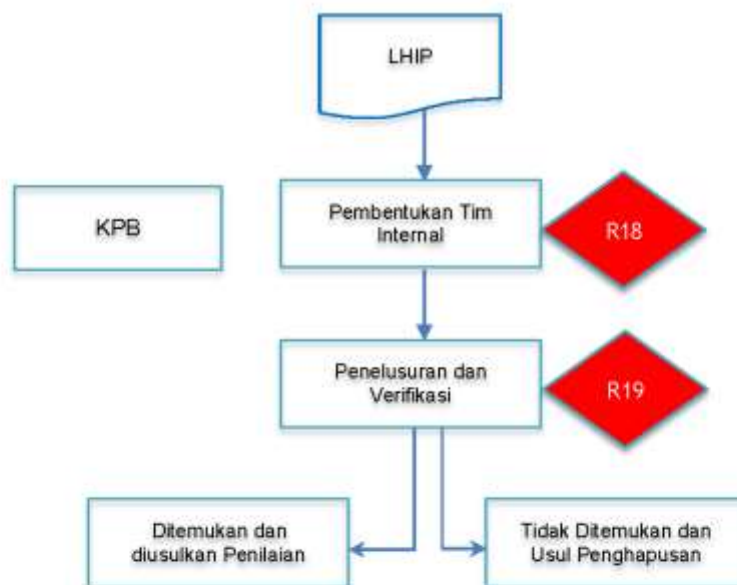 LHIP
Pembentukan Tim
Internal
R18
KPB
Penelusuran dan
Verifikasi
R19
Ditemukan dan
diusulkan Penilaian
Tidak Ditemukan dan
Usul Penghapusan